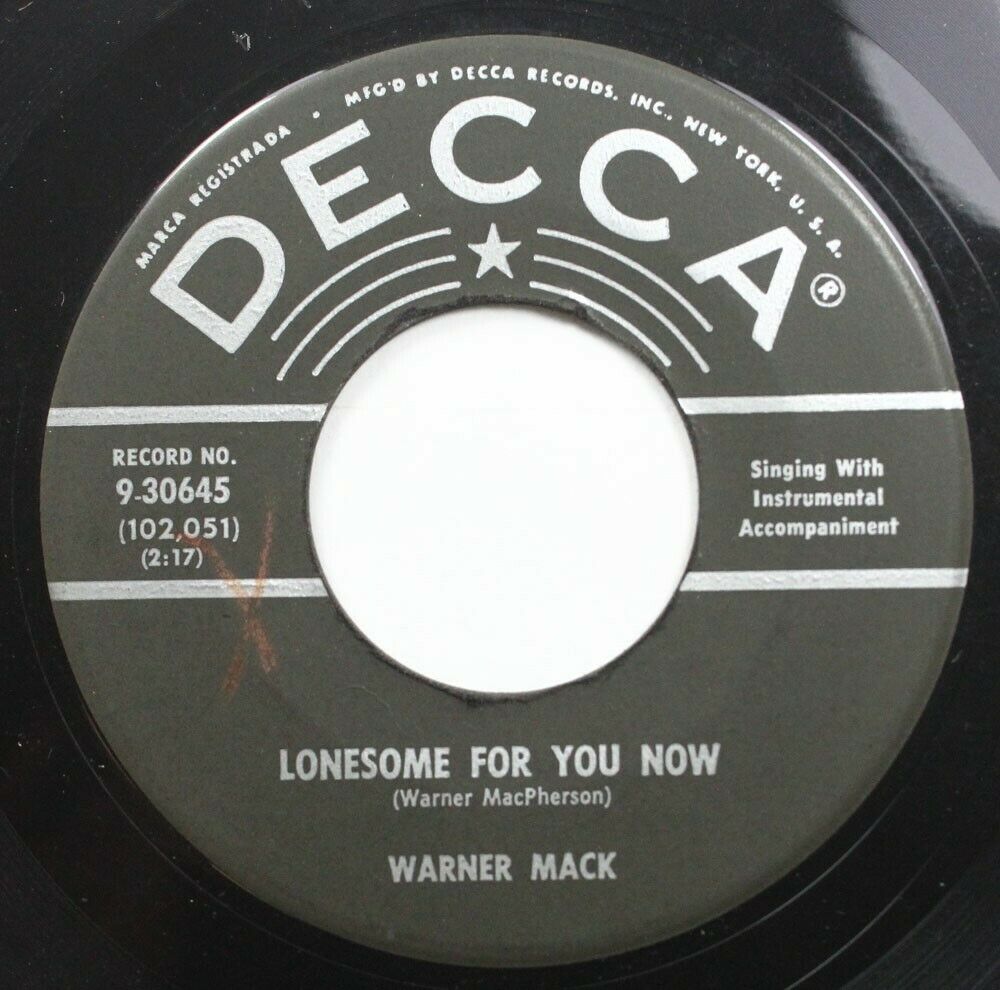 MARCA REGISTRADA • MFG'D BY DECCA RECORDS, INC., NEW YORK, U. S. A.
DECCA®
RECORD NO.
9-30645
(102,051)
(2:17)
Singing With
Instrumental
Accompaniment
LONESOME FOR YOU NOW
(Warner MacPherson)
WARNER MACK